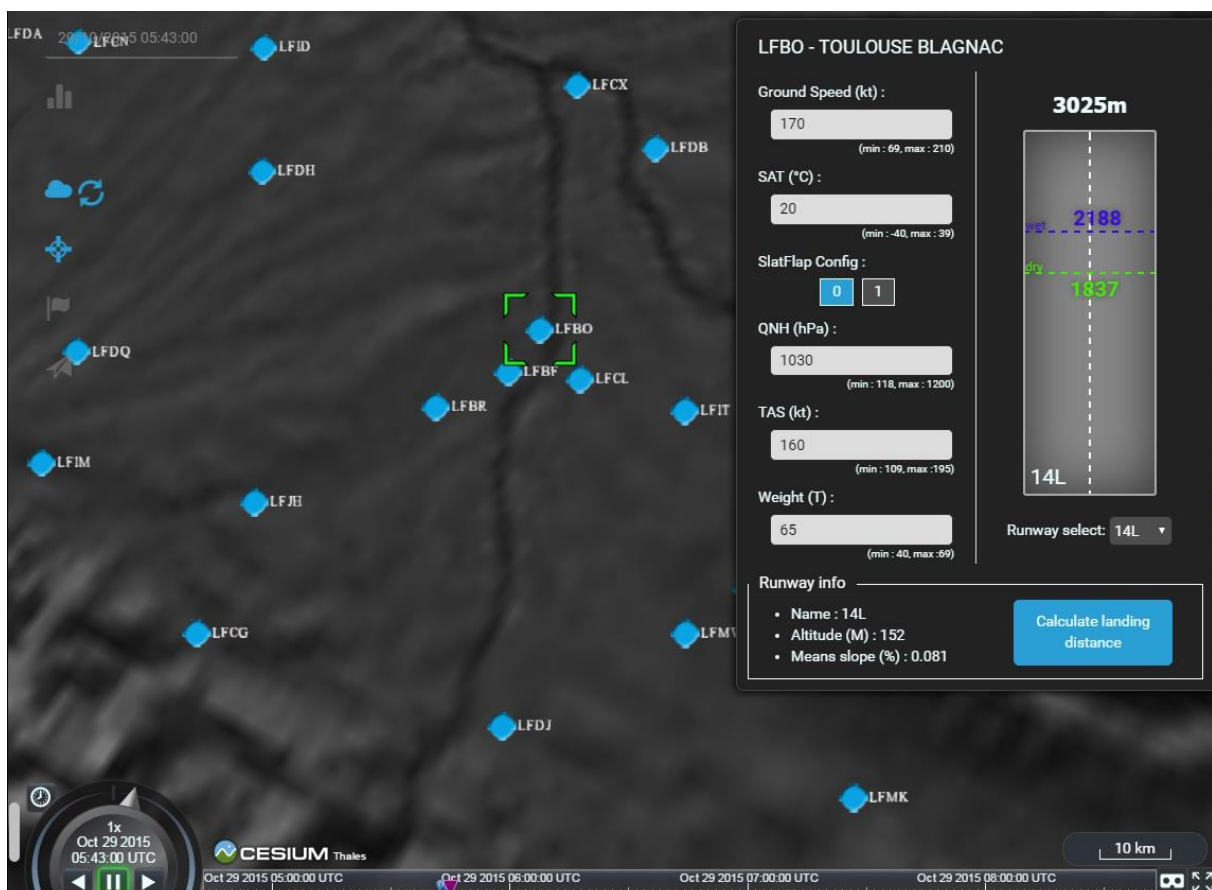 LFDA
29/10/2015 05:43:00
LFCN
LFID
LFCX
LFDB
LFDH
LFBO
LFDQ
LFBF
LFCL
LFBR
LFIT
LFIM
LFJH
LFCG
LFDJ
LFMK
LFBO - TOULOUSE BLAGNAC
Ground Speed (kt) :
170
(min : 69, max : 210)
SAT (°C) :
20
(min : -40, max : 39)
SlatFlap Config :
0 1
QNH (hPa) :
1030
(min : 118, max : 1200)
TAS (kt) :
160
(min : 109, max :195)
Weight (T) :
65
(min : 40, max :69)
3025m
wet 2188
dry
1837
14L
Runway select: 14L
Runway info
• Name : 14L
• Altitude (M) : 152
• Means slope (%) : 0.081
Calculate landing
distance
10 km
1x
Oct 29 2015
05:43:00 UTC
CESIUM Thales
Oct 29 2015 05:00:00 UTC Oct 29 2015 06:00:00 UTC Oct 29 2015 07:00:00 UTC Oct 29 2015 08:00:00 UTC